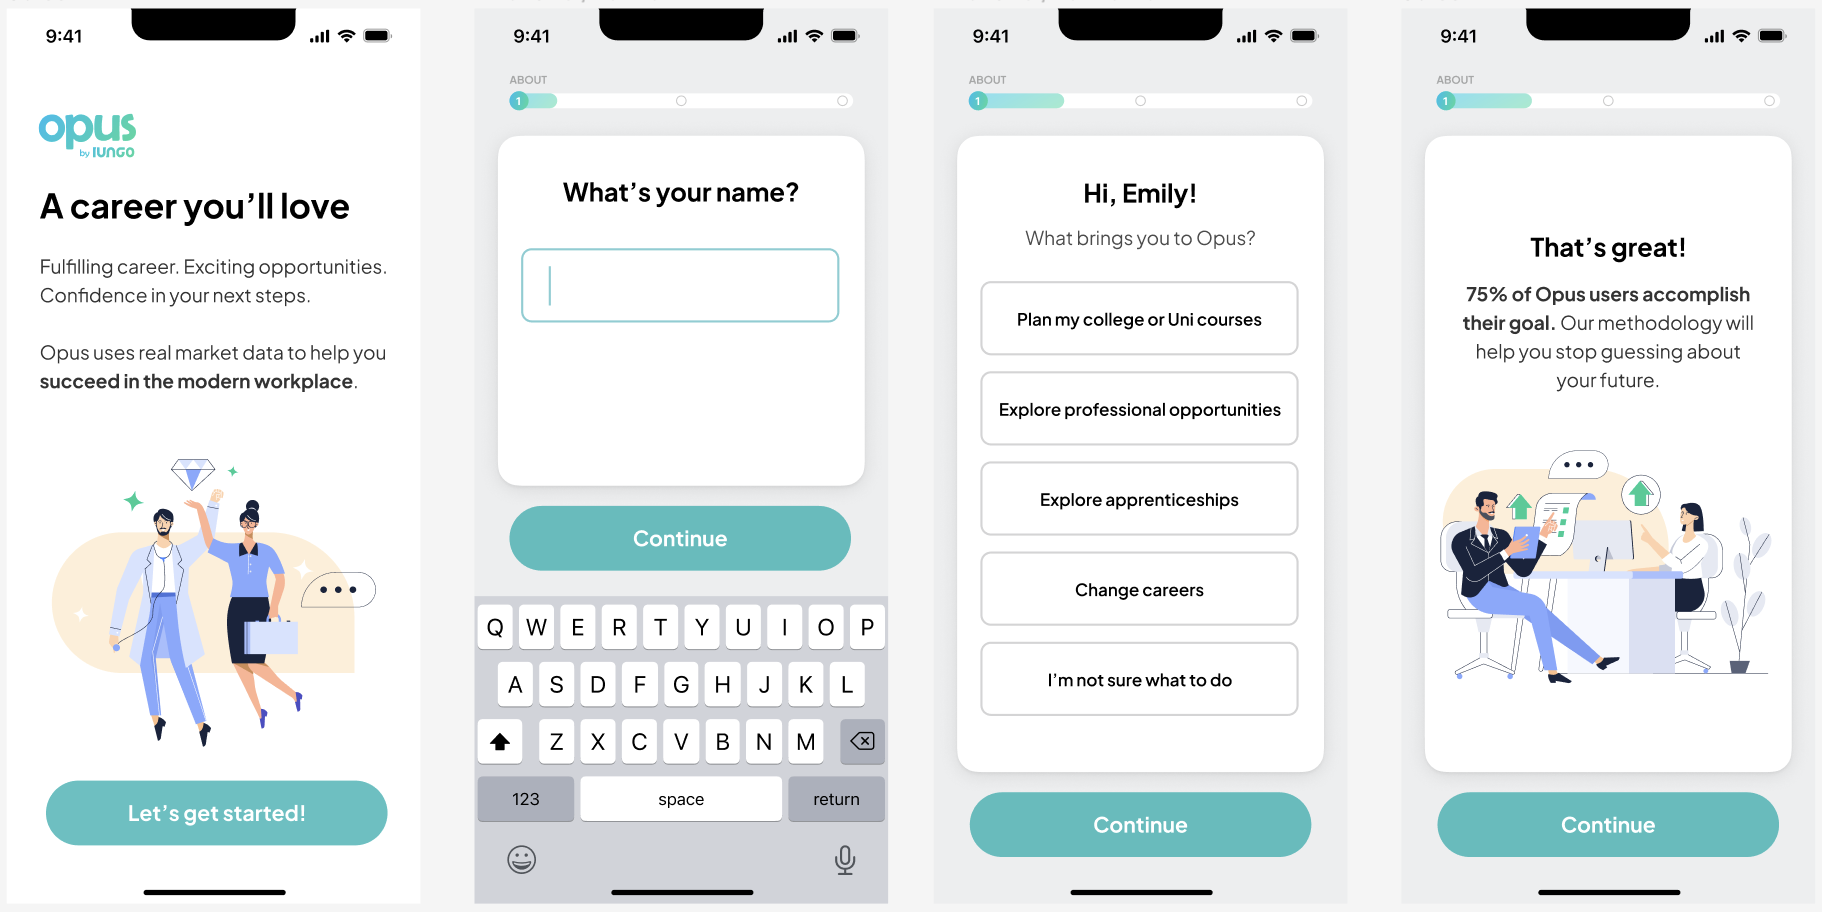 9:41
opus
by IUNGO
A career you’ll love
Fulfilling career. Exciting opportunities.
Confidence in your next steps.
Opus uses real market data to help you
succeed in the modern workplace.
Let’s get started!
9:41
ABOUT
1
What’s your name?
Continue
Q W E R T Y U I O P
A S D F G H J K L
Z X C V B N M
123 space return
9:41
ABOUT
1
Hi, Emily!
What brings you to Opus?
Plan my college or Uni courses
Explore professional opportunities
Explore apprenticeships
Change careers
I’m not sure what to do
Continue
9:41
ABOUT
1
That’s great!
75% of Opus users accomplish
their goal. Our methodology will
help you stop guessing about
your future.
Continue